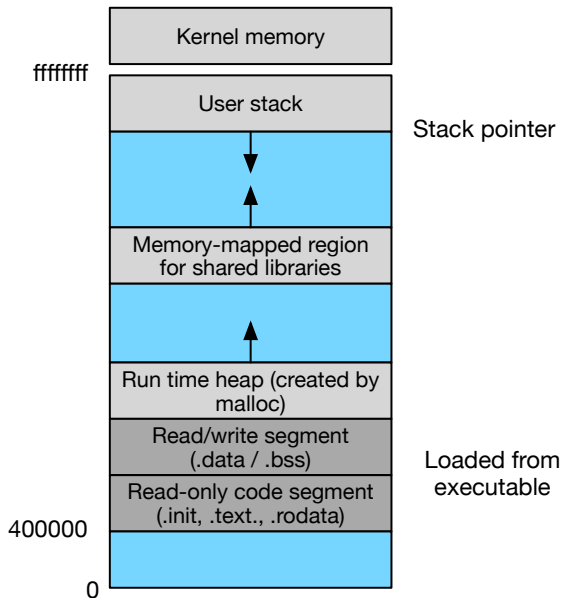 Kernel memory
ffffffff
User stack
Stack pointer
Memory-mapped region
for shared libraries
Run time heap (created by
malloc)
Read/write segment
(.data / .bss)
Loaded from
executable
Read-only code segment
(.init, .text., .rodata)
400000
0